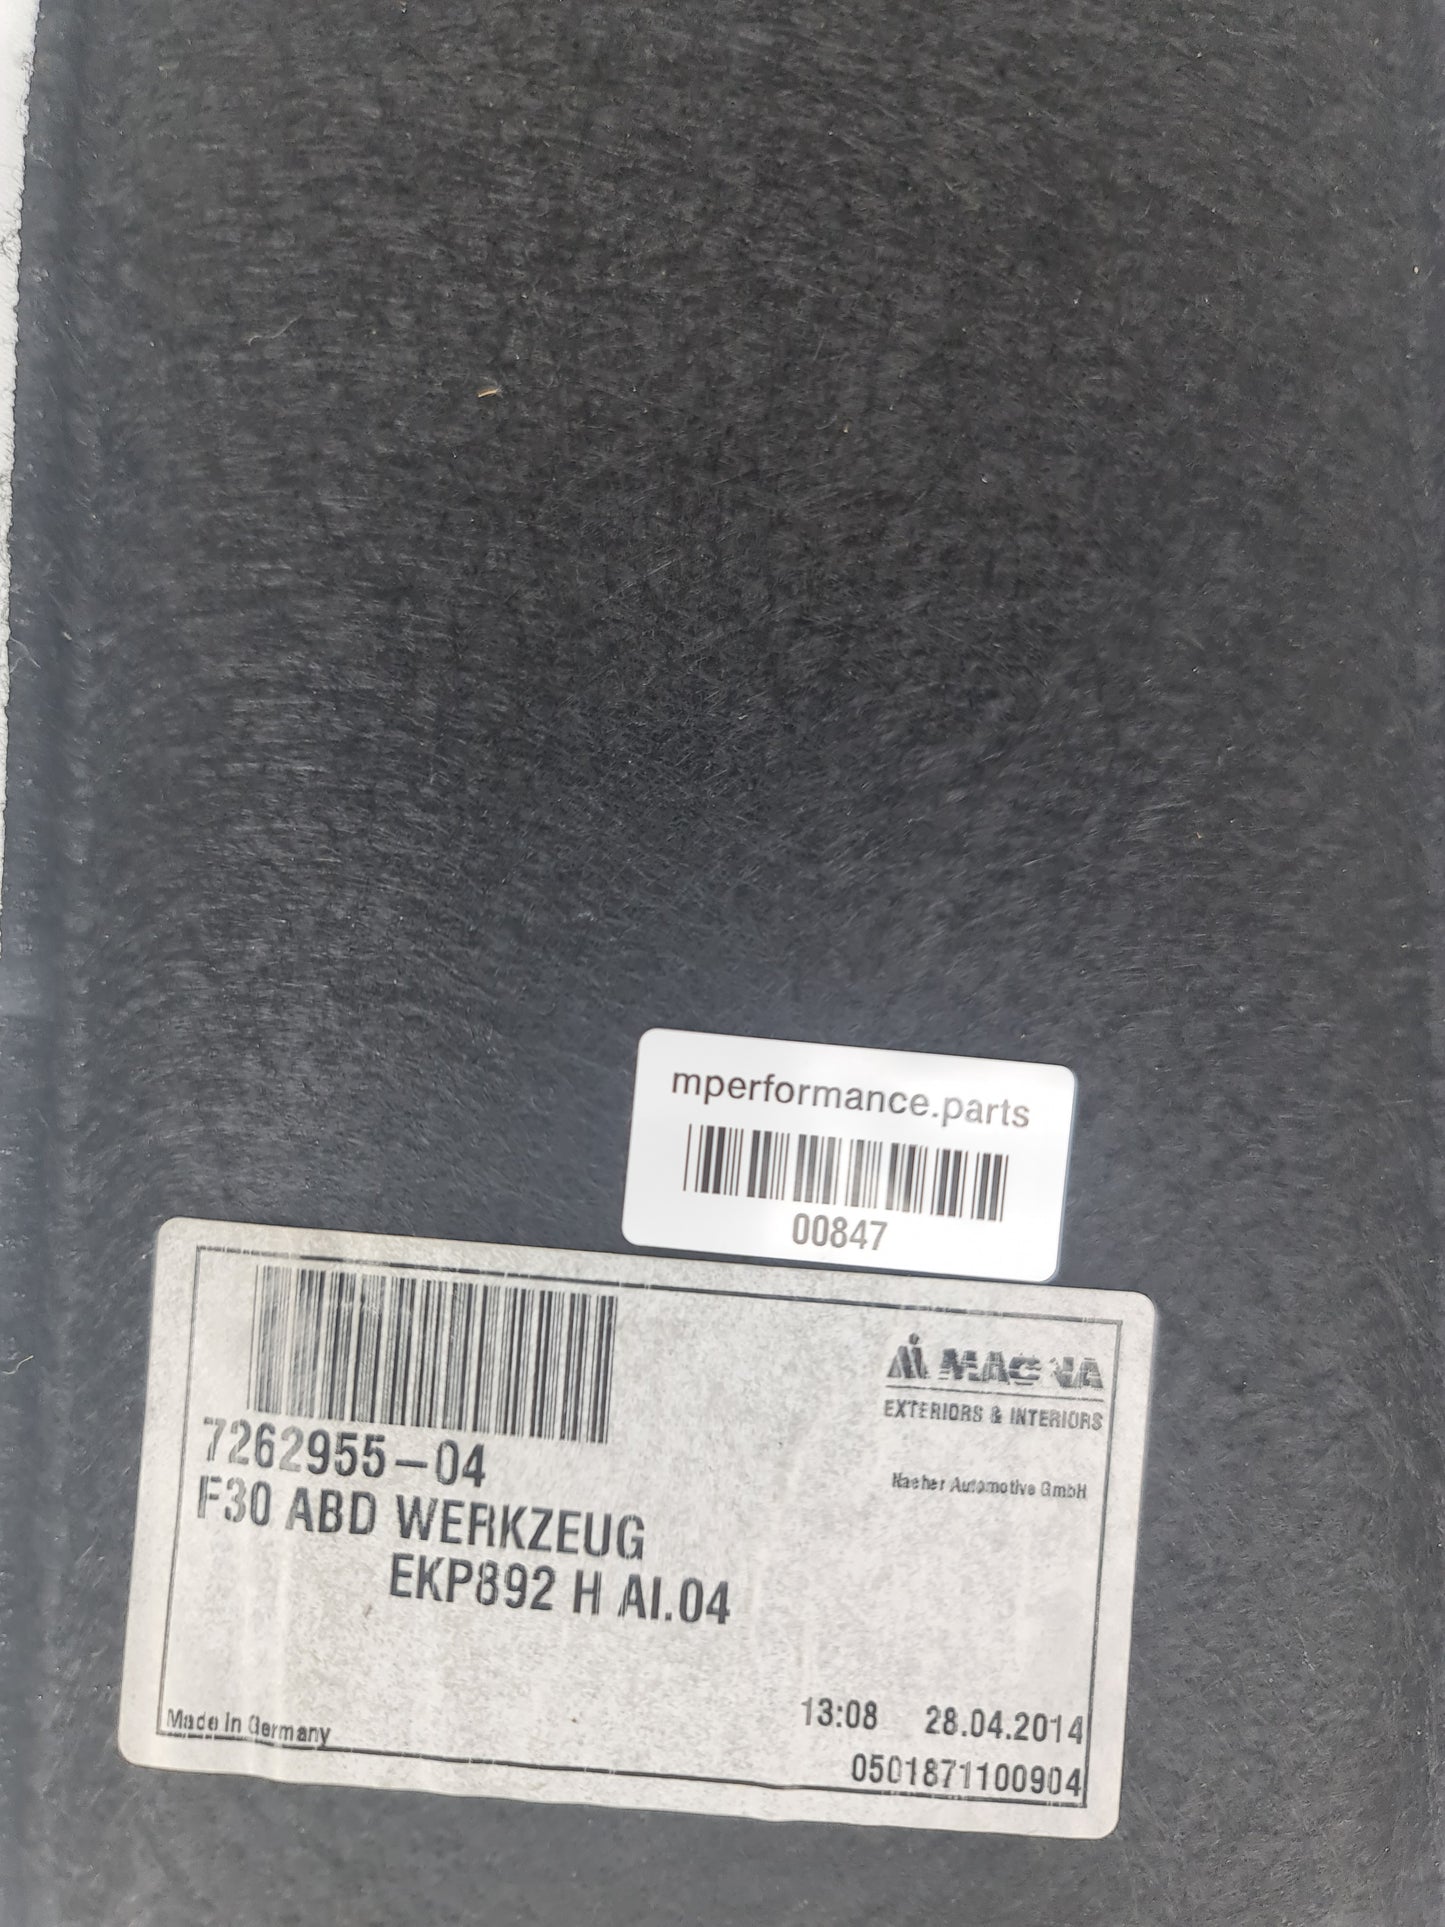 mperformance.parts
00847
MAGNA
EXTERIORS & INTERIORS
Naeher Automotive GmbH
7262955-04
F30 ABD WERKZEUG
EKP892 H AI.04
13:08 28.04.2014
Made In Germany
0501871100904